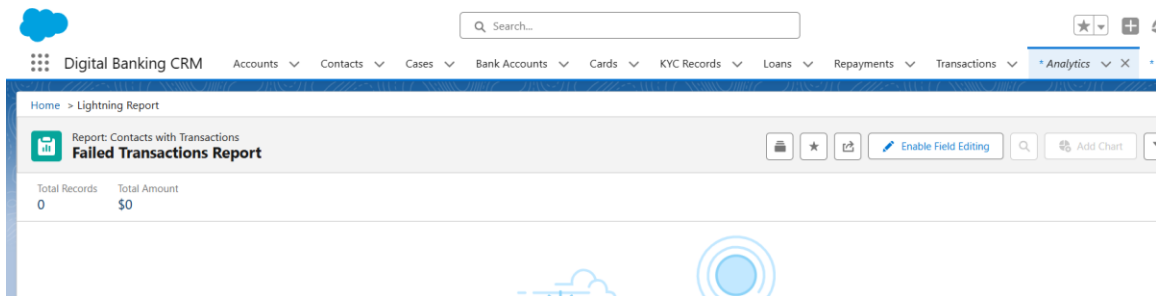 Search...
Digital Banking CRM Accounts Contacts Cases Bank Accounts Cards KYC Records Loans Repayments Transactions * Analytics *
Home > Lightning Report
Report: Contacts with Transactions
Failed Transactions Report
Enable Field Editing
Add Chart
Total Records Total Amount
0 $0